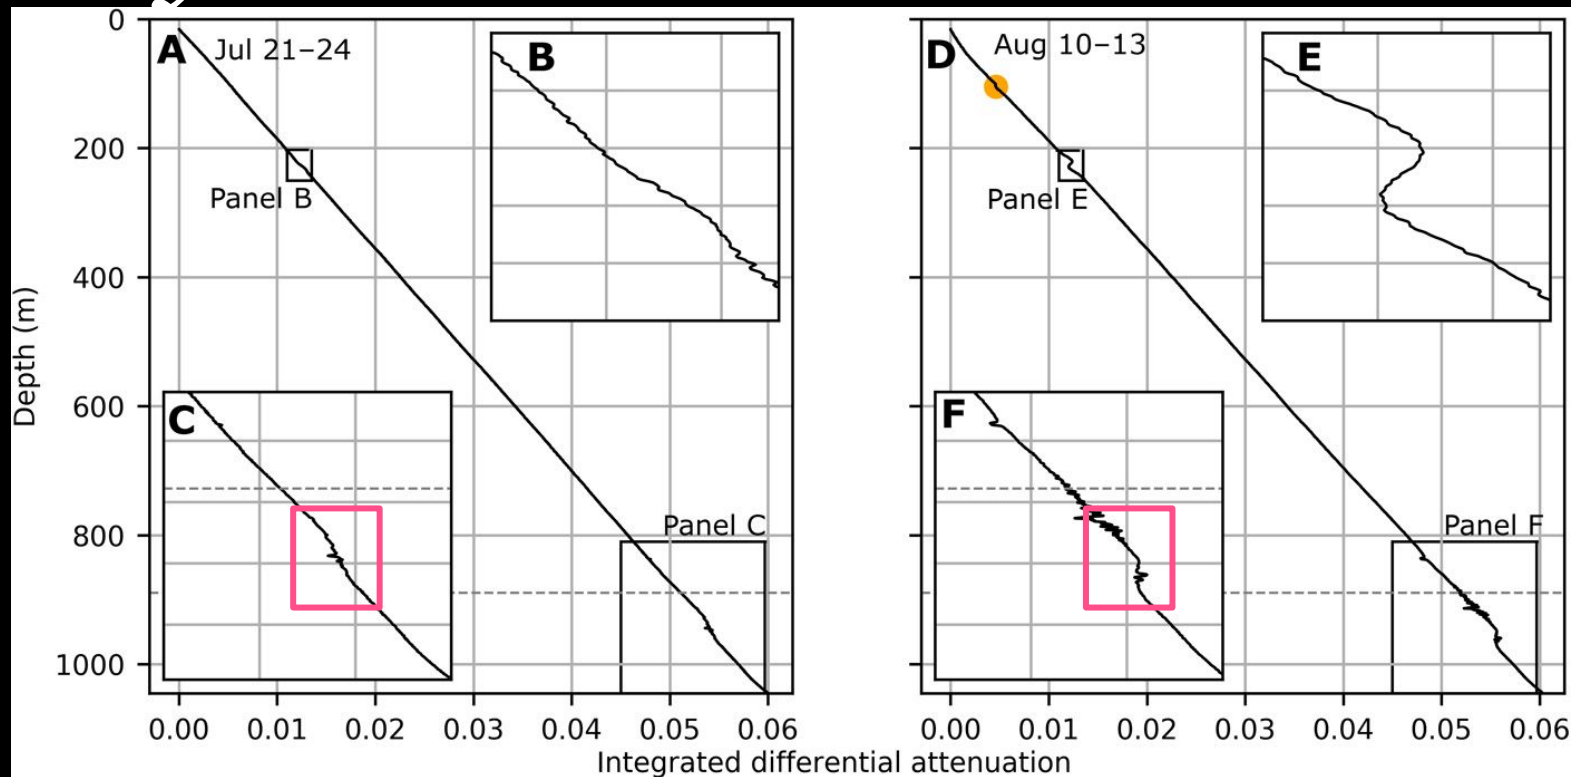 0
A
Jul 21–24
B
D
Aug 10–13
E
200
Panel B
Panel E
400
Depth (m)
600
C
F
800
Panel C
Panel F
1000
0.00 0.01 0.02 0.03 0.04 0.05 0.06
0.00 0.01 0.02 0.03 0.04 0.05 0.06
Integrated differential attenuation